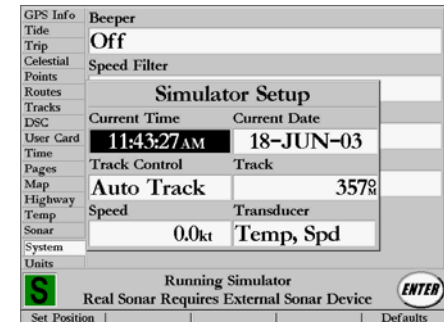 GPS Info
Tide
Trip
Celestial
Points
Routes
Tracks
DSC
User Card
Time
Pages
Map
Highway
Temp
Sonar
System
Units
Beeper
Off
Speed Filter
Simulator Setup
Current Time Current Date
11:43:27AM 18-JUN-03
Track Control Track
Auto Track 357°M
Speed Transducer
0.0kt Temp, Spd
S
Running Simulator
Real Sonar Requires External Sonar Device
ENTER
Set Position Defaults